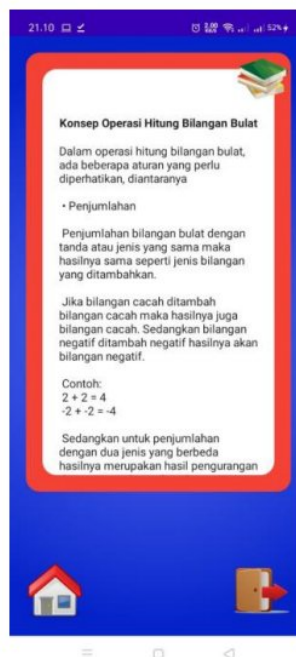 21.10
52%
Konsep Operasi Hitung Bilangan Bulat
Dalam operasi hitung bilangan bulat,
ada beberapa aturan yang perlu
diperhatikan, diantaranya
• Penjumlahan
Penjumlahan bilangan bulat dengan
tanda atau jenis yang sama maka
hasilnya sama seperti jenis bilangan
yang ditambahkan.
Jika bilangan cacah ditambah
bilangan cacah maka hasilnya juga
bilangan cacah. Sedangkan bilangan
negatif ditambah negatif hasilnya akan
bilangan negatif.
Contoh:
2 + 2 = 4
-2 + -2 = -4
Sedangkan untuk penjumlahan
dengan dua jenis yang berbeda
hasilnya merupakan hasil pengurangan